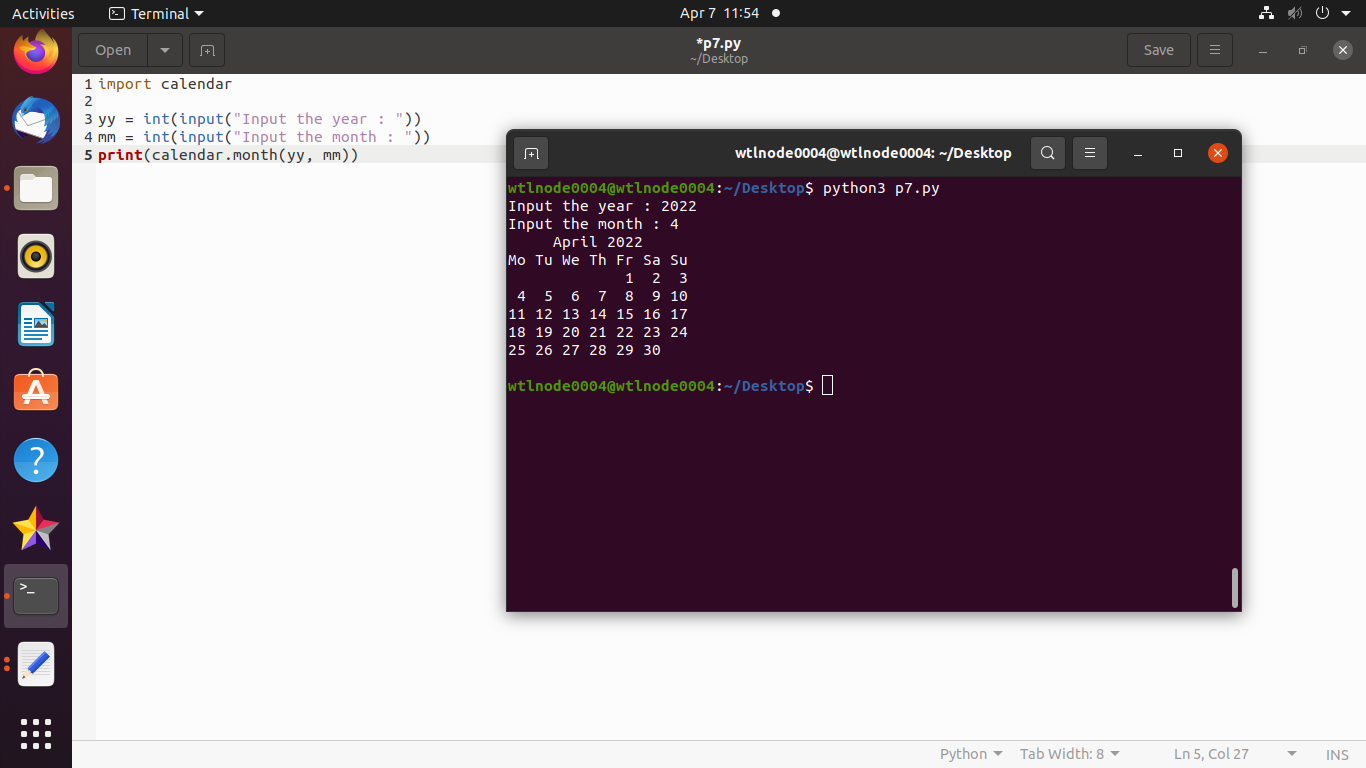 Activities Terminal Apr 7 11:54
Open *p7.py Save
~/Desktop
1 import calendar
2
3 yy = int(input("Input the year : "))
4 mm = int(input("Input the month : "))
5 print(calendar.month(yy, mm))
wtlnode0004@wtlnode0004: ~/Desktop
wtlnode0004@wtlnode0004:~/Desktop$ python3 p7.py
Input the year : 2022
Input the month : 4
     April 2022
Mo Tu We Th Fr Sa Su
             1  2  3
 4  5  6  7  8  9 10
11 12 13 14 15 16 17
18 19 20 21 22 23 24
25 26 27 28 29 30
wtlnode0004@wtlnode0004:~/Desktop$
Python Tab Width: 8 Ln 5, Col 27 INS